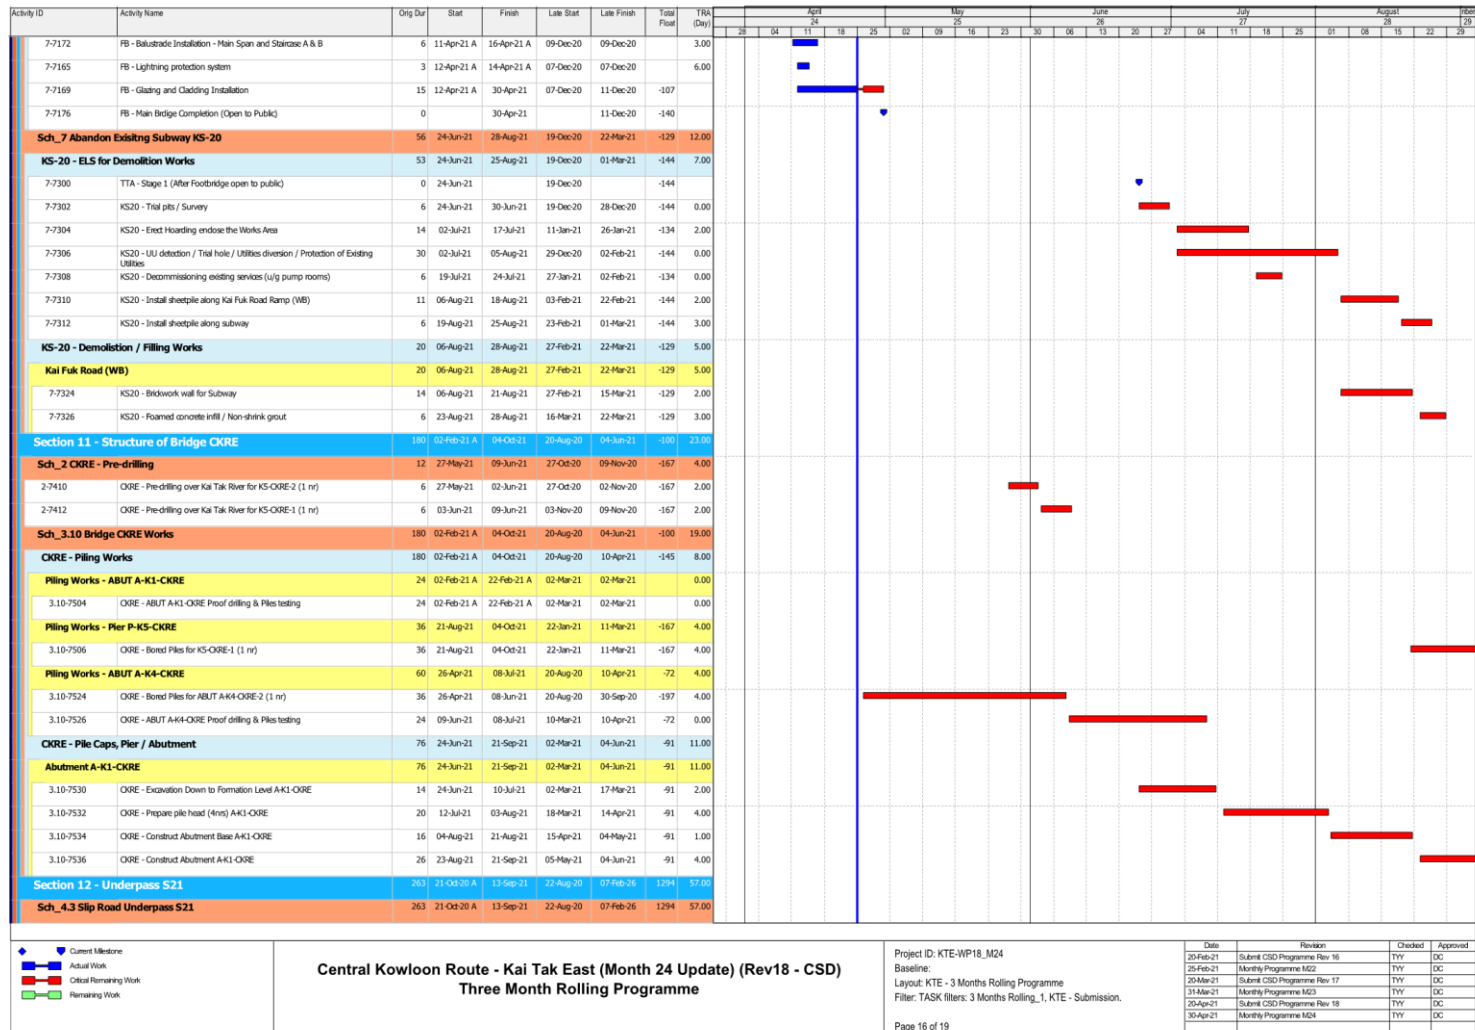 Activity ID Activity Name Orig Dur Start Finish Late Start Late Finish Total Float TRA (Day) April May June July August
24 25 26 27 28 29
28 04 11 18 25 02 09 16 23 30 06 13 20 27 04 11 18 25 01 08 15 22 29
7-7172 FB - Balustrade Installation - Main Span and Staircase A & B 6 11-Apr-21 A 16-Apr-21 A 09-Dec-20 09-Dec-20 3.00
7-7165 FB - Lightning protection system 3 12-Apr-21 A 14-Apr-21 A 07-Dec-20 07-Dec-20 6.00
7-7169 FB - Glazing and Cladding Installation 15 12-Apr-21 A 30-Apr-21 07-Dec-20 11-Dec-20 -107
7-7176 FB - Main Brdige Completion (Open to Public) 0 30-Apr-21 11-Dec-20 -140
Sch_7 Abandon Exisitng Subway KS-20 56 24-Jun-21 28-Aug-21 19-Dec-20 22-Mar-21 -129 12.00
KS-20 - ELS for Demolition Works 53 24-Jun-21 25-Aug-21 19-Dec-20 01-Mar-21 -144 7.00
7-7300 TTA - Stage 1 (After Footbridge open to public) 0 24-Jun-21 19-Dec-20 -144
7-7302 KS20 - Trial pits / Survery 6 24-Jun-21 30-Jun-21 19-Dec-20 28-Dec-20 -144 0.00
7-7304 KS20 - Erect Hoarding enclose the Works Area 14 02-Jul-21 17-Jul-21 11-Jan-21 26-Jan-21 -134 2.00
7-7306 KS20 - UU detection / Trial hole / Utilities diversion / Protection of Existing Utilities 30 02-Jul-21 05-Aug-21 29-Dec-20 02-Feb-21 -144 0.00
7-7308 KS20 - Decommissioning existing services (u/g pump rooms) 6 19-Jul-21 24-Jul-21 27-Jan-21 02-Feb-21 -134 0.00
7-7310 KS20 - Install sheetpile along Kai Fuk Road Ramp (WB) 11 06-Aug-21 18-Aug-21 03-Feb-21 22-Feb-21 -144 2.00
7-7312 KS20 - Install sheetpile along subway 6 19-Aug-21 25-Aug-21 23-Feb-21 01-Mar-21 -144 3.00
KS-20 - Demolistion / Filling Works 20 06-Aug-21 28-Aug-21 27-Feb-21 22-Mar-21 -129 5.00
Kai Fuk Road (WB) 20 06-Aug-21 28-Aug-21 27-Feb-21 22-Mar-21 -129 5.00
7-7324 KS20 - Brickwork wall for Subway 14 06-Aug-21 21-Aug-21 27-Feb-21 15-Mar-21 -129 2.00
7-7326 KS20 - Foamed concrete infill / Non-shrink grout 6 23-Aug-21 28-Aug-21 16-Mar-21 22-Mar-21 -129 3.00
Section 11 - Structure of Bridge CKRE 180 02-Feb-21 A 04-Oct-21 20-Aug-20 04-Jun-21 -100 23.00
Sch_2 CKRE - Pre-drilling 12 27-May-21 09-Jun-21 27-Oct-20 09-Nov-20 -167 4.00
2-7410 CKRE - Pre-drilling over Kai Tak River for K5-CKRE-2 (1 nr) 6 27-May-21 02-Jun-21 27-Oct-20 02-Nov-20 -167 2.00
2-7412 CKRE - Pre-drilling over Kai Tak River for K5-CKRE-1 (1 nr) 6 03-Jun-21 09-Jun-21 03-Nov-20 09-Nov-20 -167 2.00
Sch_3.10 Bridge CKRE Works 180 02-Feb-21 A 04-Oct-21 20-Aug-20 04-Jun-21 -100 19.00
CKRE - Piling Works 180 02-Feb-21 A 04-Oct-21 20-Aug-20 10-Apr-21 -145 8.00
Piling Works - ABUT A-K1-CKRE 24 02-Feb-21 A 22-Feb-21 A 02-Mar-21 02-Mar-21 0.00
3.10-7504 CKRE - ABUT A-K1-CKRE Proof drilling & Piles testing 24 02-Feb-21 A 22-Feb-21 A 02-Mar-21 02-Mar-21 0.00
Piling Works - Pier P-K5-CKRE 36 21-Aug-21 04-Oct-21 22-Jan-21 11-Mar-21 -167 4.00
3.10-7506 CKRE - Bored Piles for K5-CKRE-1 (1 nr) 36 21-Aug-21 04-Oct-21 22-Jan-21 11-Mar-21 -167 4.00
Piling Works - ABUT A-K4-CKRE 60 26-Apr-21 08-Jul-21 20-Aug-20 10-Apr-21 -72 4.00
3.10-7524 CKRE - Bored Piles for ABUT A-K4-CKRE-2 (1 nr) 36 26-Apr-21 08-Jun-21 20-Aug-20 30-Sep-20 -197 4.00
3.10-7526 CKRE - ABUT A-K4-CKRE Proof drilling & Piles testing 24 09-Jun-21 08-Jul-21 10-Mar-21 10-Apr-21 -72 0.00
CKRE - Pile Caps, Pier / Abutment 76 24-Jun-21 21-Sep-21 02-Mar-21 04-Jun-21 -91 11.00
Abutment A-K1-CKRE 76 24-Jun-21 21-Sep-21 02-Mar-21 04-Jun-21 -91 11.00
3.10-7530 CKRE - Excavation Down to Formation Level A-K1-CKRE 14 24-Jun-21 10-Jul-21 02-Mar-21 17-Mar-21 -91 2.00
3.10-7532 CKRE - Prepare pile head (4nrs) A-K1-CKRE 20 12-Jul-21 03-Aug-21 18-Mar-21 14-Apr-21 -91 4.00
3.10-7534 CKRE - Construct Abutment Base A-K1-CKRE 16 04-Aug-21 21-Aug-21 15-Apr-21 04-May-21 -91 1.00
3.10-7536 CKRE - Construct Abutment A-K1-CKRE 26 23-Aug-21 21-Sep-21 05-May-21 04-Jun-21 -91 4.00
Section 12 - Underpass S21 263 21-Oct-20 A 13-Sep-21 22-Aug-20 07-Feb-26 1294 57.00
Sch_4.3 Slip Road Underpass S21 263 21-Oct-20 A 13-Sep-21 22-Aug-20 07-Feb-26 1294 57.00
Current Milestone
Actual Work
Critical Remaining Work
Remaining Work
Central Kowloon Route - Kai Tak East (Month 24 Update) (Rev18 - CSD)
Three Month Rolling Programme
Project ID: KTE-WP18_M24
Baseline:
Layout: KTE - 3 Months Rolling Programme
Filter: TASK filters: 3 Months Rolling_1, KTE - Submission.
Page 16 of 19
Date Revision Checked Approved
20-Feb-21 Submit CSD Programme Rev 16 TYY DC
25-Feb-21 Monthly Programme M22 TYY DC
20-Mar-21 Submit CSD Programme Rev 17 TYY DC
31-Mar-21 Monthly Programme M23 TYY DC
20-Apr-21 Submit CSD Programme Rev 18 TYY DC
30-Apr-21 Monthly Programme M24 TYY DC